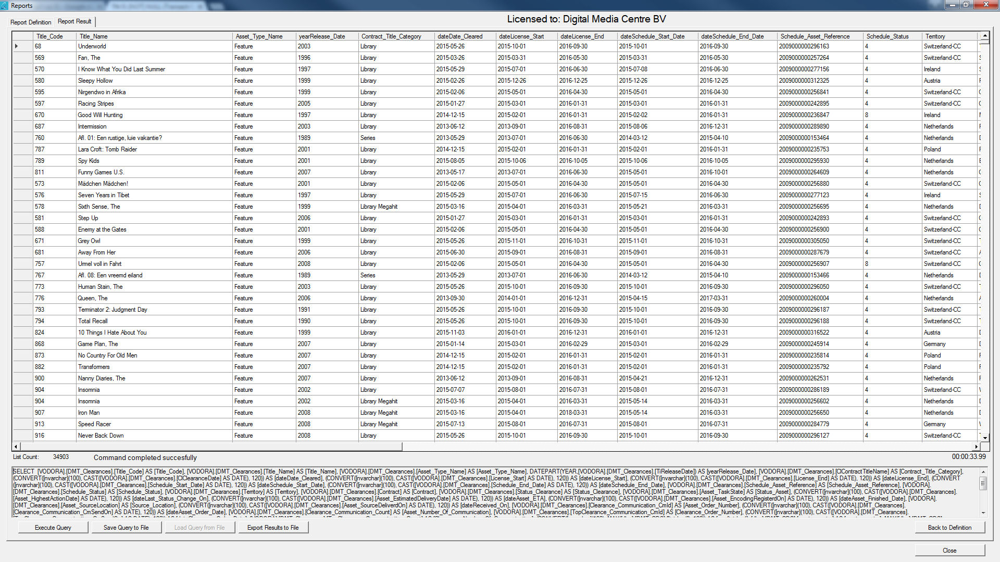 Reports
Licensed to: Digital Media Centre BV
Report Definition Report Result
Title_Code Title_Name Asset_Type_Name yearRelease_Date Contract_Title_Category dateDate_Cleared dateLicense_Start dateLicense_End dateSchedule_Start_Date dateSchedule_End_Date Schedule_Asset_Reference Schedule_Status Territory
68 Underworld Feature 2003 Library 2015-05-26 2015-10-01 2016-09-30 2015-10-01 2016-09-30 2009000000296163 4 Switzerland-CC
569 Fan, The Feature 1996 Library 2015-03-26 2015-03-31 2016-05-30 2015-03-31 2016-05-30 2009000000257264 4 Switzerland-CC
570 I Know What You Did Last Summer Feature 1997 Library 2015-05-29 2015-07-01 2016-06-30 2015-07-08 2016-06-30 2009000000277156 4 Ireland
580 Sleepy Hollow Feature 1999 Library 2015-02-26 2015-12-26 2016-12-25 2015-12-26 2016-12-25 2009000000312325 4 Austria
595 Nirgendwo in Afrika Feature 1999 Library 2015-02-06 2015-05-01 2016-04-30 2015-05-01 2016-04-30 2009000000256841 4 Switzerland-CC
597 Racing Stripes Feature 2005 Library 2015-01-27 2015-03-01 2016-01-31 2015-03-01 2016-01-31 2009000000242895 4 Switzerland-CC
670 Good Will Hunting Feature 1997 Library 2014-12-15 2015-02-01 2016-01-31 2015-02-02 2016-01-31 2009000000236847 8 Ireland
687 Intermission Feature 2003 Library 2013-06-12 2013-09-01 2016-08-31 2015-08-06 2016-12-31 2009000000289890 4 Netherlands
760 Afl. 01: Een rustige, luie vakantie? Feature 1989 Series 2013-05-29 2013-07-01 2016-06-30 2014-03-12 2015-04-10 2009000000153464 4 Netherlands
787 Lara Croft: Tomb Raider Feature 2001 Library 2014-12-15 2015-02-01 2016-01-31 2015-02-01 2016-01-31 2009000000235753 4 Poland
789 Spy Kids Feature 2001 Library 2015-08-05 2015-10-06 2016-10-05 2015-10-06 2016-10-05 2009000000295930 4 Netherlands
811 Funny Games U.S. Feature 2007 Library 2013-05-17 2013-07-01 2016-06-30 2015-05-01 2016-10-01 2009000000264609 4 Netherlands
573 Mädchen Mädchen! Feature 2001 Library 2015-02-06 2015-05-01 2016-04-30 2015-05-01 2016-04-30 2009000000256880 4 Switzerland-CC
576 Seven Years in Tibet Feature 1997 Library 2015-05-29 2015-07-01 2016-06-30 2015-07-15 2016-06-30 2009000000277123 4 Ireland
578 Sixth Sense, The Feature 1999 Library Megahit 2015-03-16 2015-04-01 2016-03-31 2015-05-21 2016-03-31 2009000000256695 4 Netherlands
581 Step Up Feature 2006 Library 2015-01-27 2015-03-01 2016-01-31 2015-03-01 2016-01-31 2009000000242893 4 Switzerland-CC
588 Enemy at the Gates Feature 2001 Library 2015-02-06 2015-05-01 2016-04-30 2015-05-01 2016-04-30 2009000000256900 4 Switzerland-CC
671 Grey Owl Feature 1999 Library 2015-05-26 2015-11-01 2016-10-31 2015-11-01 2016-10-31 2009000000305050 4 Switzerland-CC
681 Away From Her Feature 2006 Library 2015-06-30 2015-09-01 2016-08-31 2015-09-01 2016-08-31 2009000000287679 4 Switzerland-CC
757 Urmel voll in Fahrt Feature 2008 Library 2015-02-06 2015-05-01 2016-04-30 2015-05-01 2016-04-30 2009000000256907 8 Switzerland-CC
767 Afl. 08: Een vreemd eiland Feature 1989 Series 2013-05-29 2013-07-01 2016-06-30 2014-03-12 2015-04-10 2009000000153466 4 Netherlands
773 Human Stain, The Feature 2003 Library 2015-05-26 2015-10-01 2016-09-30 2015-10-01 2016-09-30 2009000000296050 4 Switzerland-CC
776 Queen, The Feature 2006 Library 2013-09-30 2014-01-01 2016-12-31 2015-04-15 2017-03-31 2009000000260004 4 Netherlands
793 Terminator 2: Judgment Day Feature 1991 Library 2015-05-26 2015-10-01 2016-09-30 2015-10-01 2016-09-30 2009000000296187 4 Switzerland-CC
794 Total Recall Feature 1990 Library 2015-05-26 2015-10-01 2016-09-30 2015-10-01 2016-09-30 2009000000296188 4 Switzerland-CC
824 10 Things I Hate About You Feature 1999 Library 2015-11-03 2016-01-01 2016-12-31 2016-01-01 2016-12-31 2009000000316522 4 Austria
868 Game Plan, The Feature 2007 Library 2015-01-14 2015-03-01 2016-02-29 2015-03-01 2016-02-29 2009000000245914 4 Germany
873 No Country For Old Men Feature 2007 Library 2014-12-15 2015-02-01 2016-01-31 2015-02-01 2016-01-31 2009000000235814 4 Poland
882 Transformers Feature 2007 Library 2014-12-15 2015-02-01 2016-01-31 2015-02-01 2016-01-31 2009000000235792 4 Poland
900 Nanny Diaries, The Feature 2007 Library 2013-06-12 2013-09-01 2016-08-31 2015-04-21 2016-12-31 2009000000262531 4 Netherlands
904 Insomnia Feature 2002 Library 2015-07-07 2015-08-01 2016-07-31 2015-08-01 2016-07-31 2009000000286189 4 Switzerland-CC
904 Insomnia Feature 2002 Library Megahit 2015-03-16 2015-04-01 2016-03-31 2015-05-14 2016-03-31 2009000000256602 4 Netherlands
907 Iron Man Feature 2008 Library Megahit 2015-03-16 2015-04-01 2018-03-31 2015-05-14 2016-03-31 2009000000256650 4 Netherlands
913 Speed Racer Feature 2008 Library Megahit 2015-07-13 2015-08-01 2016-07-31 2015-08-01 2016-07-31 2009000000284779 4 Germany
916 Never Back Down Feature 2008 Library 2015-05-26 2015-10-01 2016-09-30 2015-10-01 2016-09-30 2009000000296127 4 Switzerland-CC
List Count: 34903 Command completed succesfully 00:00:33.99
SELECT [VODORA].[DMT_Clearances].[Title_Code] AS [Title_Code], [VODORA].[DMT_Clearances].[Title_Name] AS [Title_Name], [VODORA].[DMT_Clearances].[Asset_Type_Name] AS [Asset_Type_Name], DATEPART(YEAR,[VODORA].[DMT_Clearances].[TiReleaseDate]) AS [yearRelease_Date], [VODORA].[DMT_Clearances].[ClContractTitleName] AS [Contract_Title_Category],
(CONVERT([nvarchar](100), CAST([VODORA].[DMT_Clearances].[ClClearanceDate] AS DATE), 120)) AS [dateDate_Cleared], (CONVERT([nvarchar](100), CAST([VODORA].[DMT_Clearances].[License_Start] AS DATE), 120)) AS [dateLicense_Start], (CONVERT([nvarchar](100), CAST([VODORA].[DMT_Clearances].[License_End] AS DATE), 120)) AS [dateLicense_End], (CONVERT
([nvarchar](100), CAST([VODORA].[DMT_Clearances].[Schedule_Start_Date] AS DATE), 120)) AS [dateSchedule_Start_Date], (CONVERT([nvarchar](100), CAST([VODORA].[DMT_Clearances].[Schedule_End_Date] AS DATE), 120)) AS [dateSchedule_End_Date], [VODORA].[DMT_Clearances].[Schedule_Asset_Reference] AS [Schedule_Asset_Reference], [VODORA].
[DMT_Clearances].[Schedule_Status] AS [Schedule_Status], [VODORA].[DMT_Clearances].[Territory] AS [Territory], [VODORA].[DMT_Clearances].[Contract] AS [Contract], [VODORA].[DMT_Clearances].[Status_Clearance] AS [Status_Clearance], [VODORA].[DMT_Clearances].[Asset_TaskState] AS [Status_Asset], (CONVERT([nvarchar](100), CAST([VODORA].[DMT_Clearances].
[Asset_HighestActionDate] AS DATE), 120)) AS [dateLast_Status_Change_On], (CONVERT([nvarchar](100), CAST([VODORA].[DMT_Clearances].[Asset_EstimatedDeliveryDate] AS DATE), 120)) AS [dateAsset_ETA], (CONVERT([nvarchar](100), CAST([VODORA].[DMT_Clearances].[Asset_EncodingRegisterdOn] AS DATE), 120)) AS [dateAsset_Finished_Date], [VODORA].
[DMT_Clearances].[Asset_SourceLocation] AS [Source_Location], (CONVERT([nvarchar](100), CAST([VODORA].[DMT_Clearances].[Asset_SourceDeliverdOn] AS DATE), 120)) AS [dateReceived_On], [VODORA].[DMT_Clearances].[Clearance_Communication_CmId] AS [Asset_Order_Number], (CONVERT([nvarchar](100), CAST([VODORA].[DMT_Clearances].
[Clearance_Communication_CmSendOn] AS DATE), 120)) AS [dateAsset_Order_Date], [VODORA].[DMT_Clearances].[Clearance_Communication_Count] AS [Asset_Number_Of_Communication], [VODORA].[DMT_Clearances].[TopClearance_Communication_CmId] AS [Clearance_Order_Number], (CONVERT([nvarchar](100), CAST([VODORA].[DMT_Clearances].
Execute Query Save Query to File Load Query from File Export Results to File Back to Definition
Close